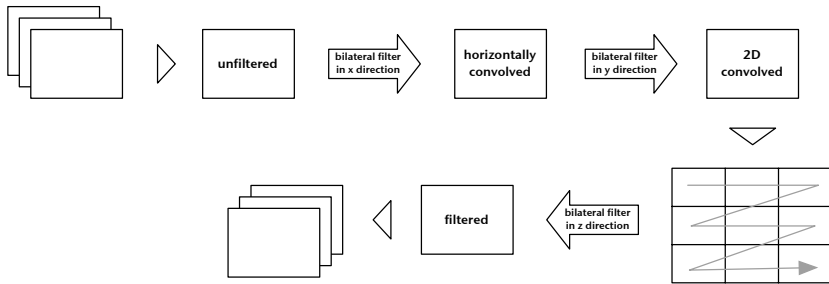 unfiltered
bilateral filter
in x direction
horizontally
convolved
bilateral filter
in y direction
2D
convolved
filtered
bilateral filter
in z direction